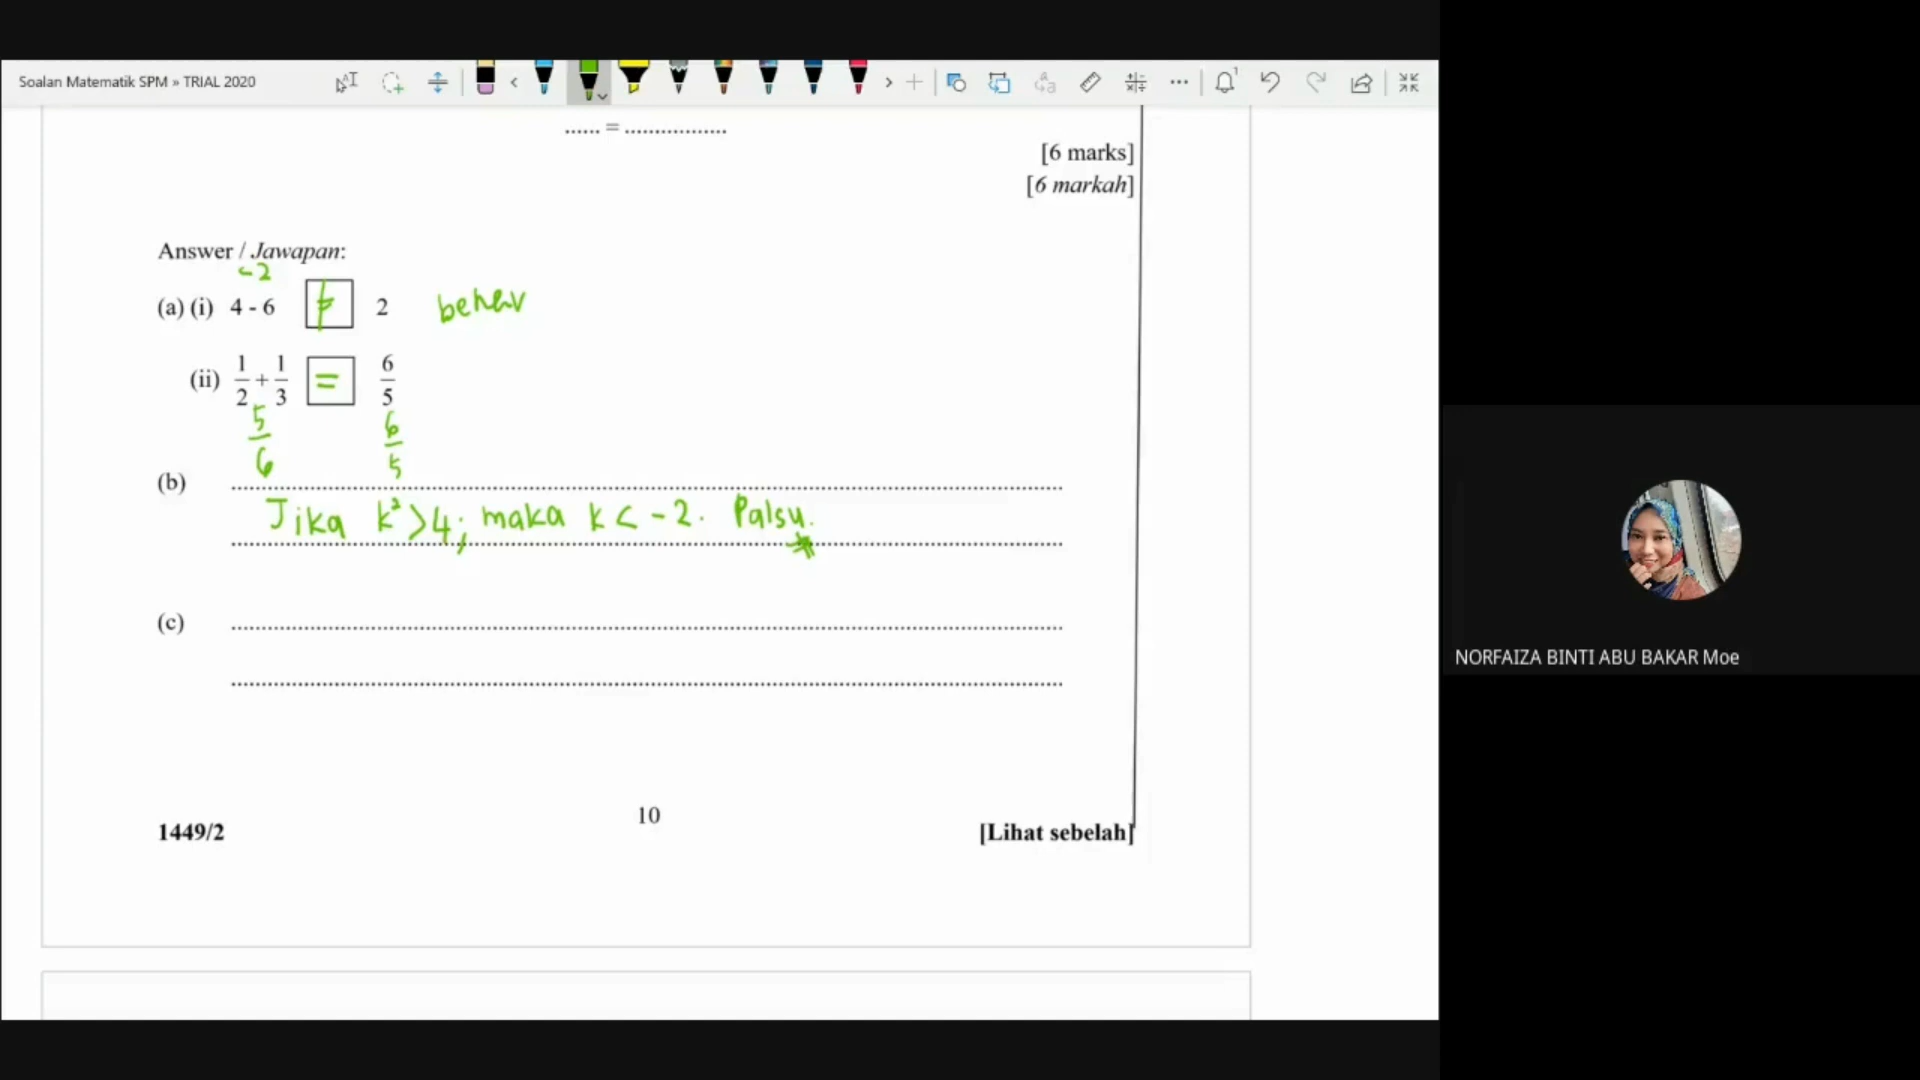 Soalan Matematik SPM » TRIAL 2020
...... = .................
[6 marks]
[6 markah]
Answer / Jawapan:
-2
(a) (i) 4 - 6 ≠ 2 benar
(ii) 1/2 + 1/3 = 6/5
5/6 6/5
(b)
Jika k² > 4, maka k < -2. Palsu.
(c)
10
1449/2
[Lihat sebelah]
NORFAIZA BINTI ABU BAKAR Moe